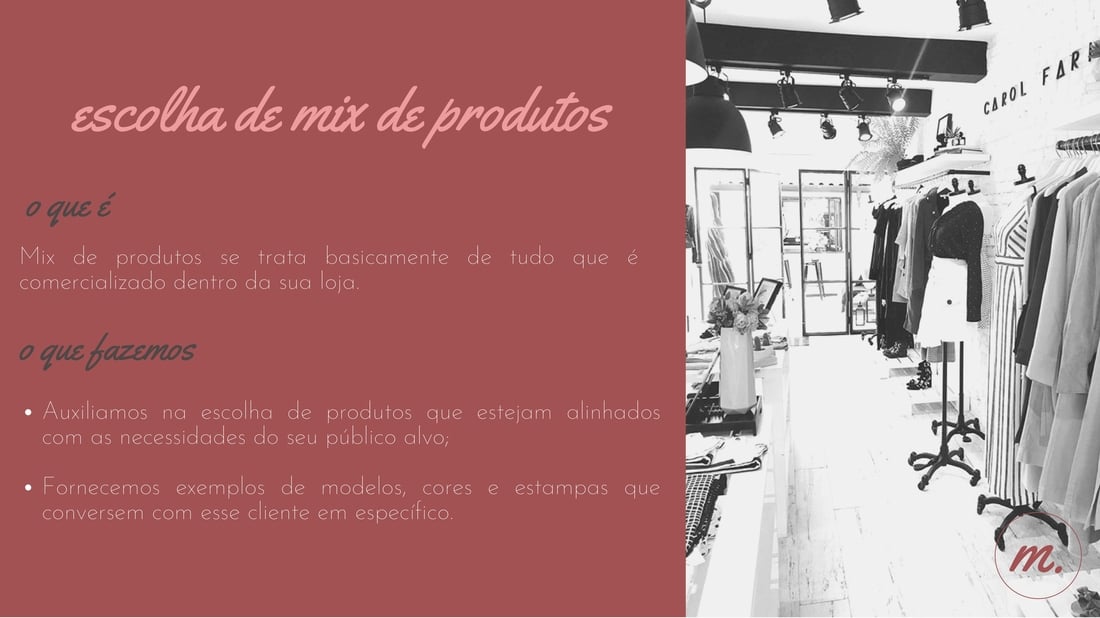 escolha de mix de produtos
o que é
Mix de produtos se trata basicamente de tudo que é
comercializado dentro da sua loja.
o que fazemos
• Auxiliamos na escolha de produtos que estejam alinhados
com as necessidades do seu público alvo;
• Fornecemos exemplos de modelos, cores e estampas que
conversem com esse cliente em específico.
CAROL FAR
m.